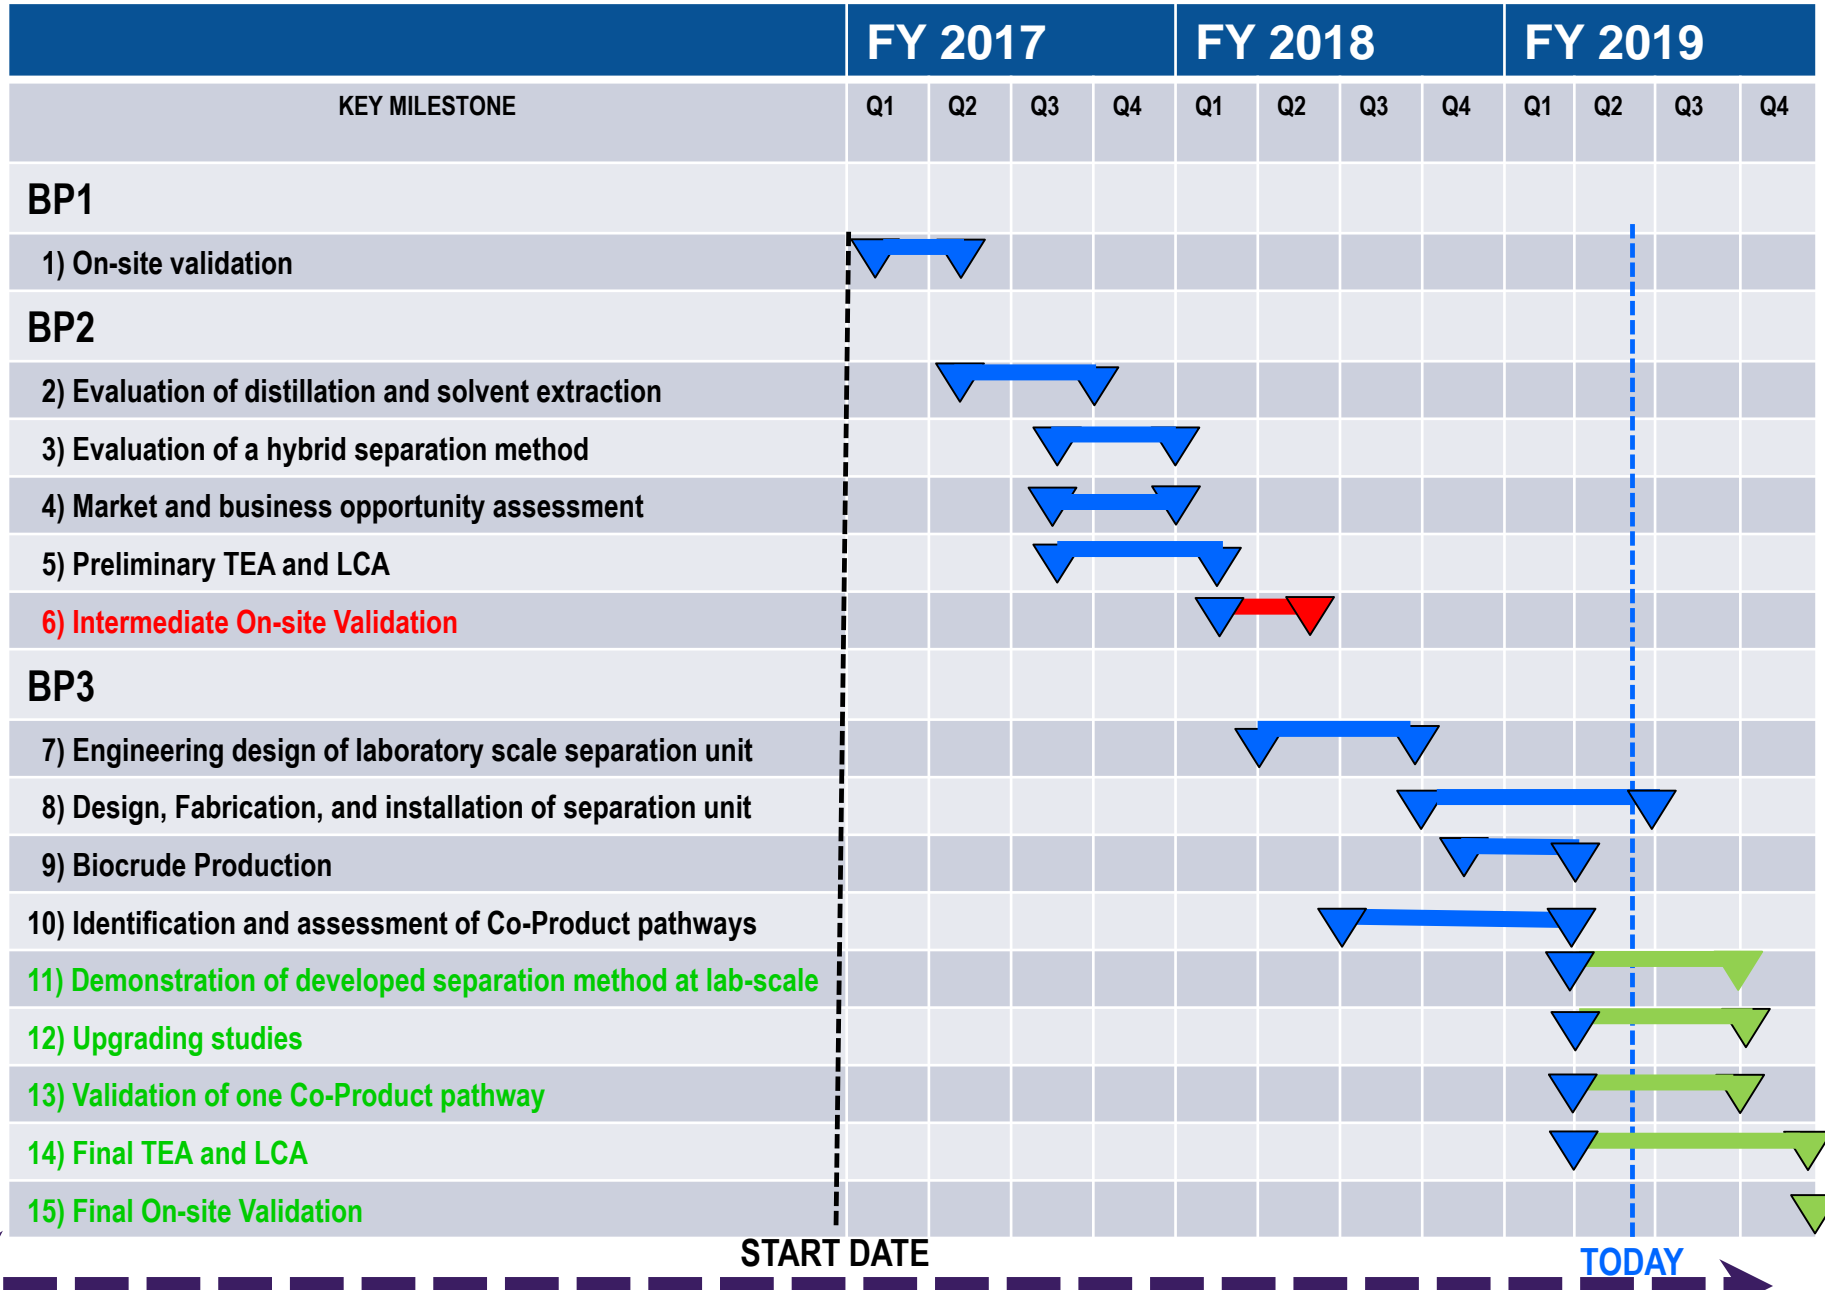 FY 2017 FY 2018 FY 2019
KEY MILESTONE Q1 Q2 Q3 Q4 Q1 Q2 Q3 Q4 Q1 Q2 Q3 Q4
BP1
1) On-site validation
BP2
2) Evaluation of distillation and solvent extraction
3) Evaluation of a hybrid separation method
4) Market and business opportunity assessment
5) Preliminary TEA and LCA
6) Intermediate On-site Validation
BP3
7) Engineering design of laboratory scale separation unit
8) Design, Fabrication, and installation of separation unit
9) Biocrude Production
10) Identification and assessment of Co-Product pathways
11) Demonstration of developed separation method at lab-scale
12) Upgrading studies
13) Validation of one Co-Product pathway
14) Final TEA and LCA
15) Final On-site Validation
START DATE
TODAY